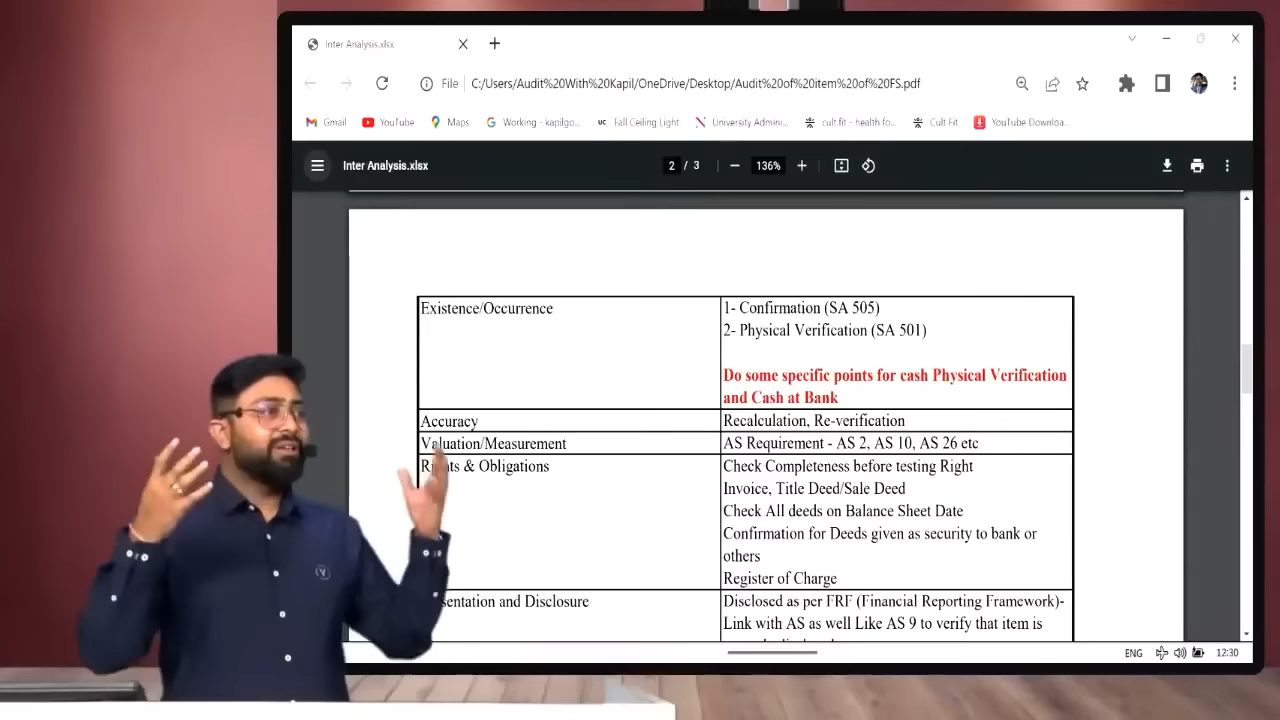 Inter Analysis.xlsx
File C:/Users/Audit%20With%20Kapil/OneDrive/Desktop/Audit%20of%20item%20of%20FS.pdf
Gmail YouTube Maps Working - kapilgo... UC Fall Ceiling Light University Admini... cult.fit - health fo... Cult Fit YouTube Downloa...
Inter Analysis.xlsx 2 / 3 136%
Existence/Occurrence
1- Confirmation (SA 505)
2- Physical Verification (SA 501)
Do some specific points for cash Physical Verification
and Cash at Bank
Accuracy
Recalculation, Re-verification
Valuation/Measurement
AS Requirement - AS 2, AS 10, AS 26 etc
& Obligations
Check Completeness before testing Right
Invoice, Title Deed/Sale Deed
Check All deeds on Balance Sheet Date
Confirmation for Deeds given as security to bank or
others
Register of Charge
sentation and Disclosure
Disclosed as per FRF (Financial Reporting Framework)-
Link with AS as well Like AS 9 to verify that item is
ENG 12:30